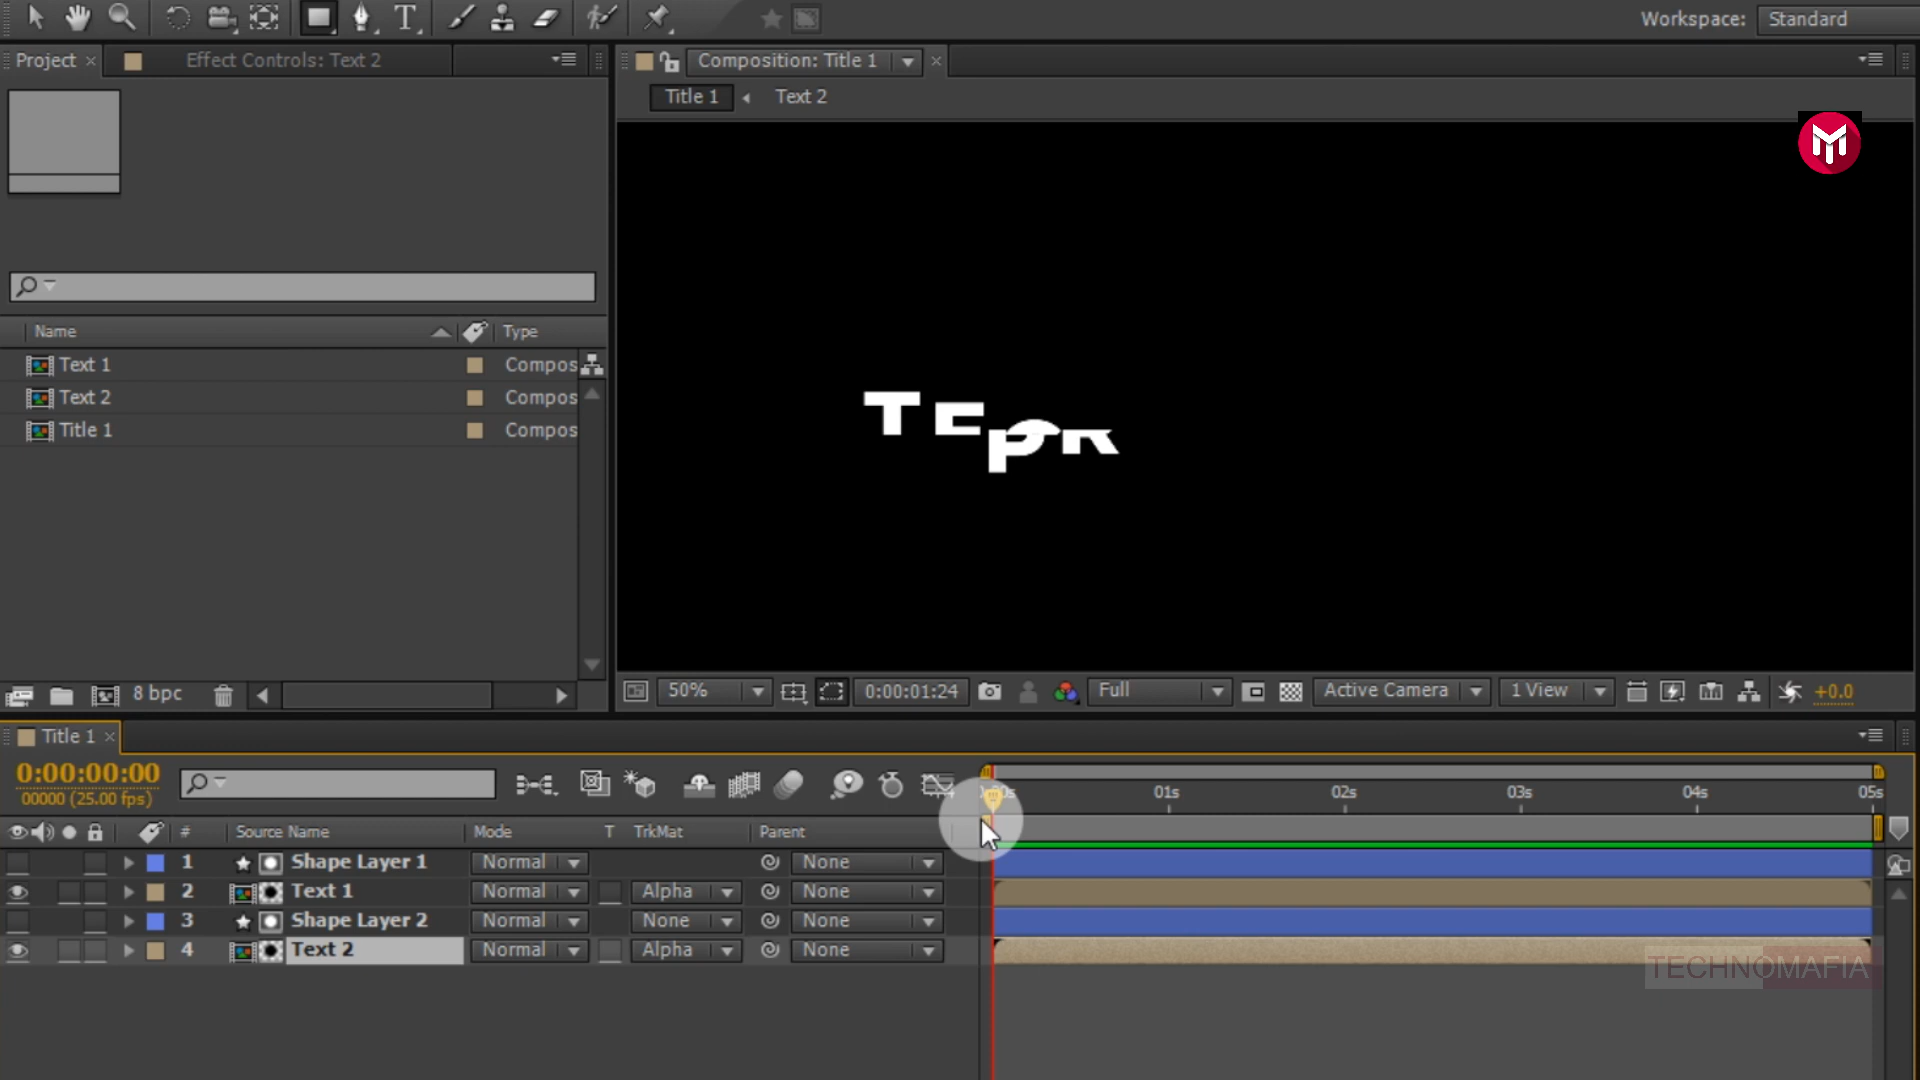 Workspace: Standard
Project × Effect Controls: Text 2
Composition: Title 1 ×
Title 1 Text 2
Name Type
Text 1 Compos
Text 2 Compos
Title 1 Compos
8 bpc
50% 0:00:01:24 Full Active Camera 1 View +0.0
Title 1 ×
0:00:00:00
00000 (25.00 fps)
01s 02s 03s 04s 05s
# Source Name Mode T TrkMat Parent
1 Shape Layer 1 Normal None
2 Text 1 Normal Alpha None
3 Shape Layer 2 Normal None None
4 Text 2 Normal Alpha None
TECHNOMAFIA